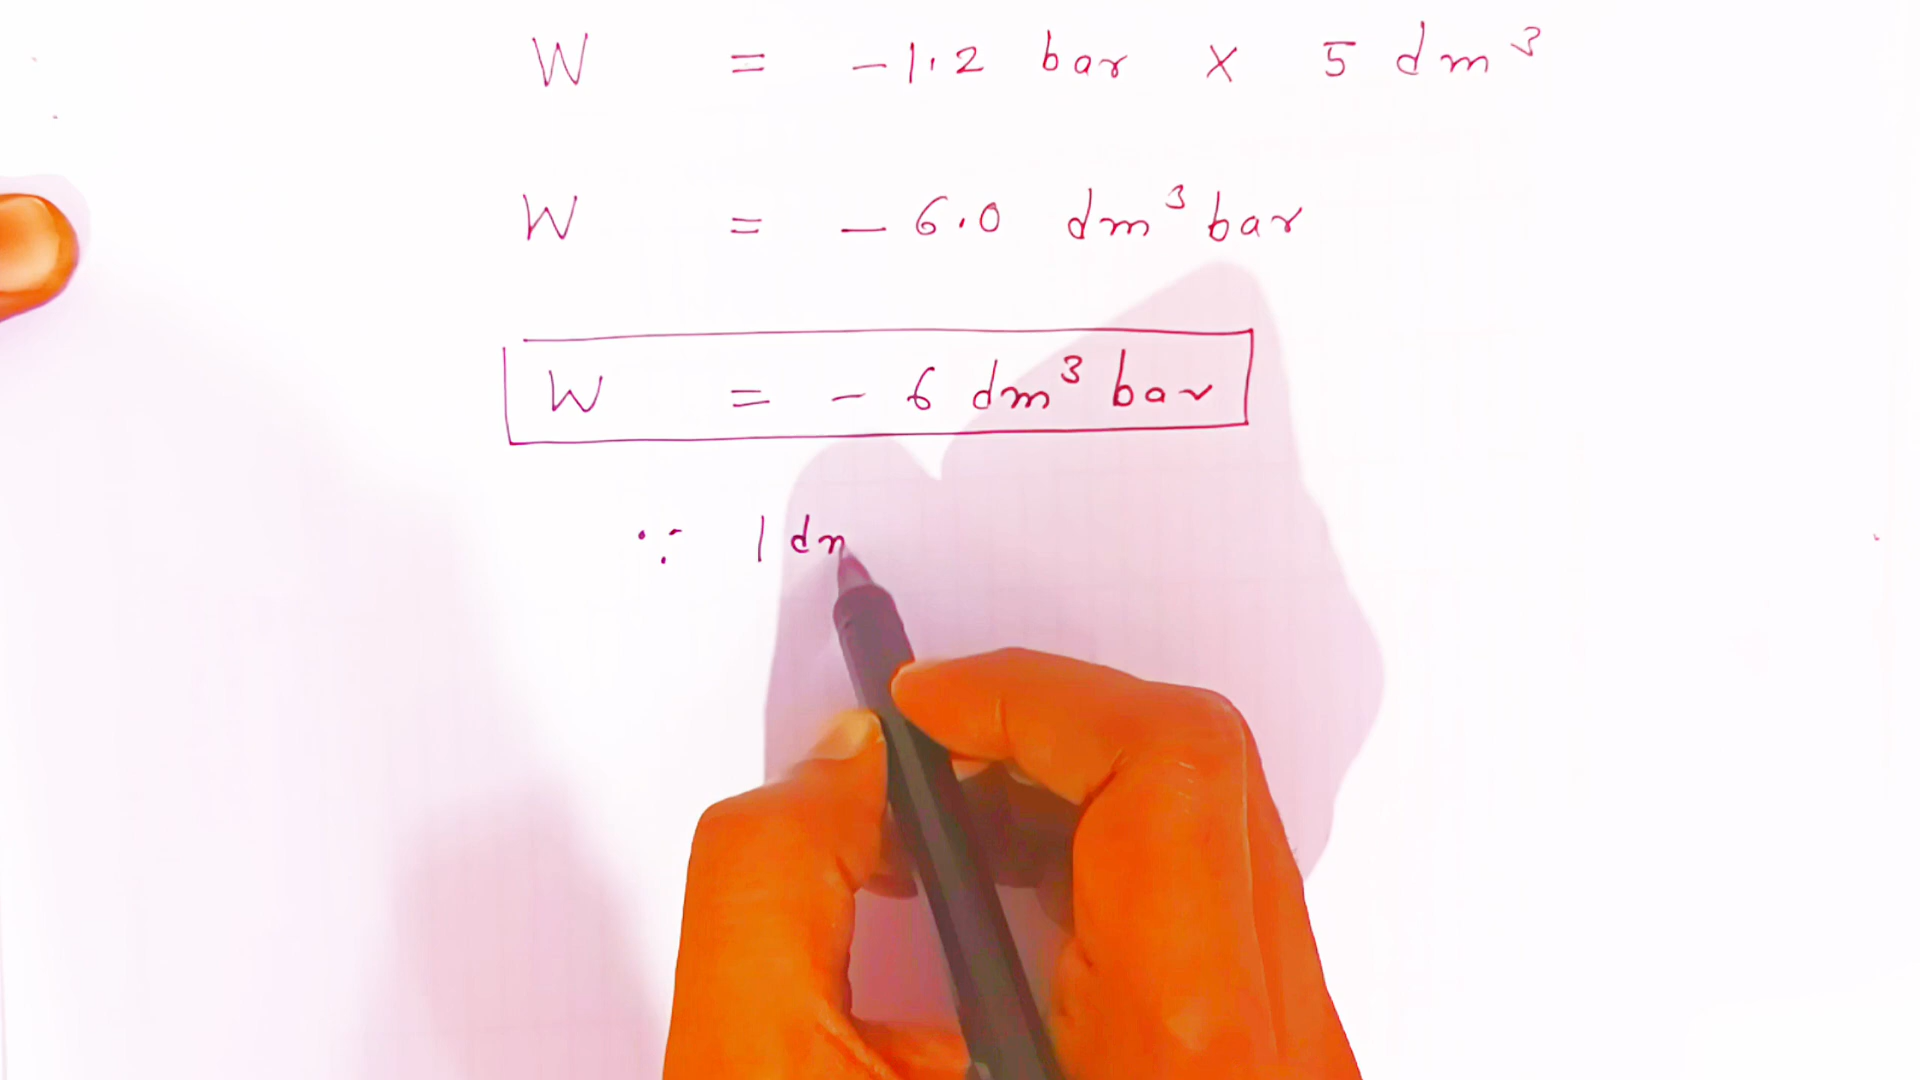 W = -1.2 bar × 5 dm³
W = - 6.0 dm³ bar
W = - 6 dm³ bar
∵ 1 dm